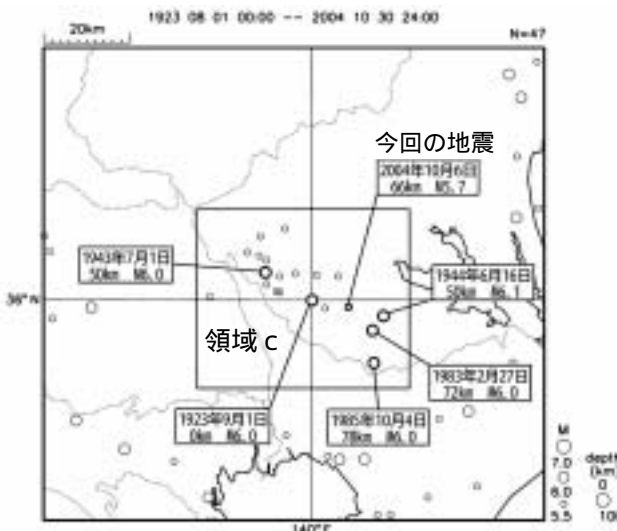 1923 08 01 00:00 -- 2004 10 30 24:00
20km
N=47
今回の地震
2004年10月6日
66km M5.7
1943年7月1日
50km M6.0
1944年6月16日
50km M6.1
36°N
領域c
1983年2月27日
72km M6.0
1923年9月1日
0km M6.0
1985年10月4日
78km M6.0
M
7.0
6.0
5.5
depth
(km)
0
100
140°E